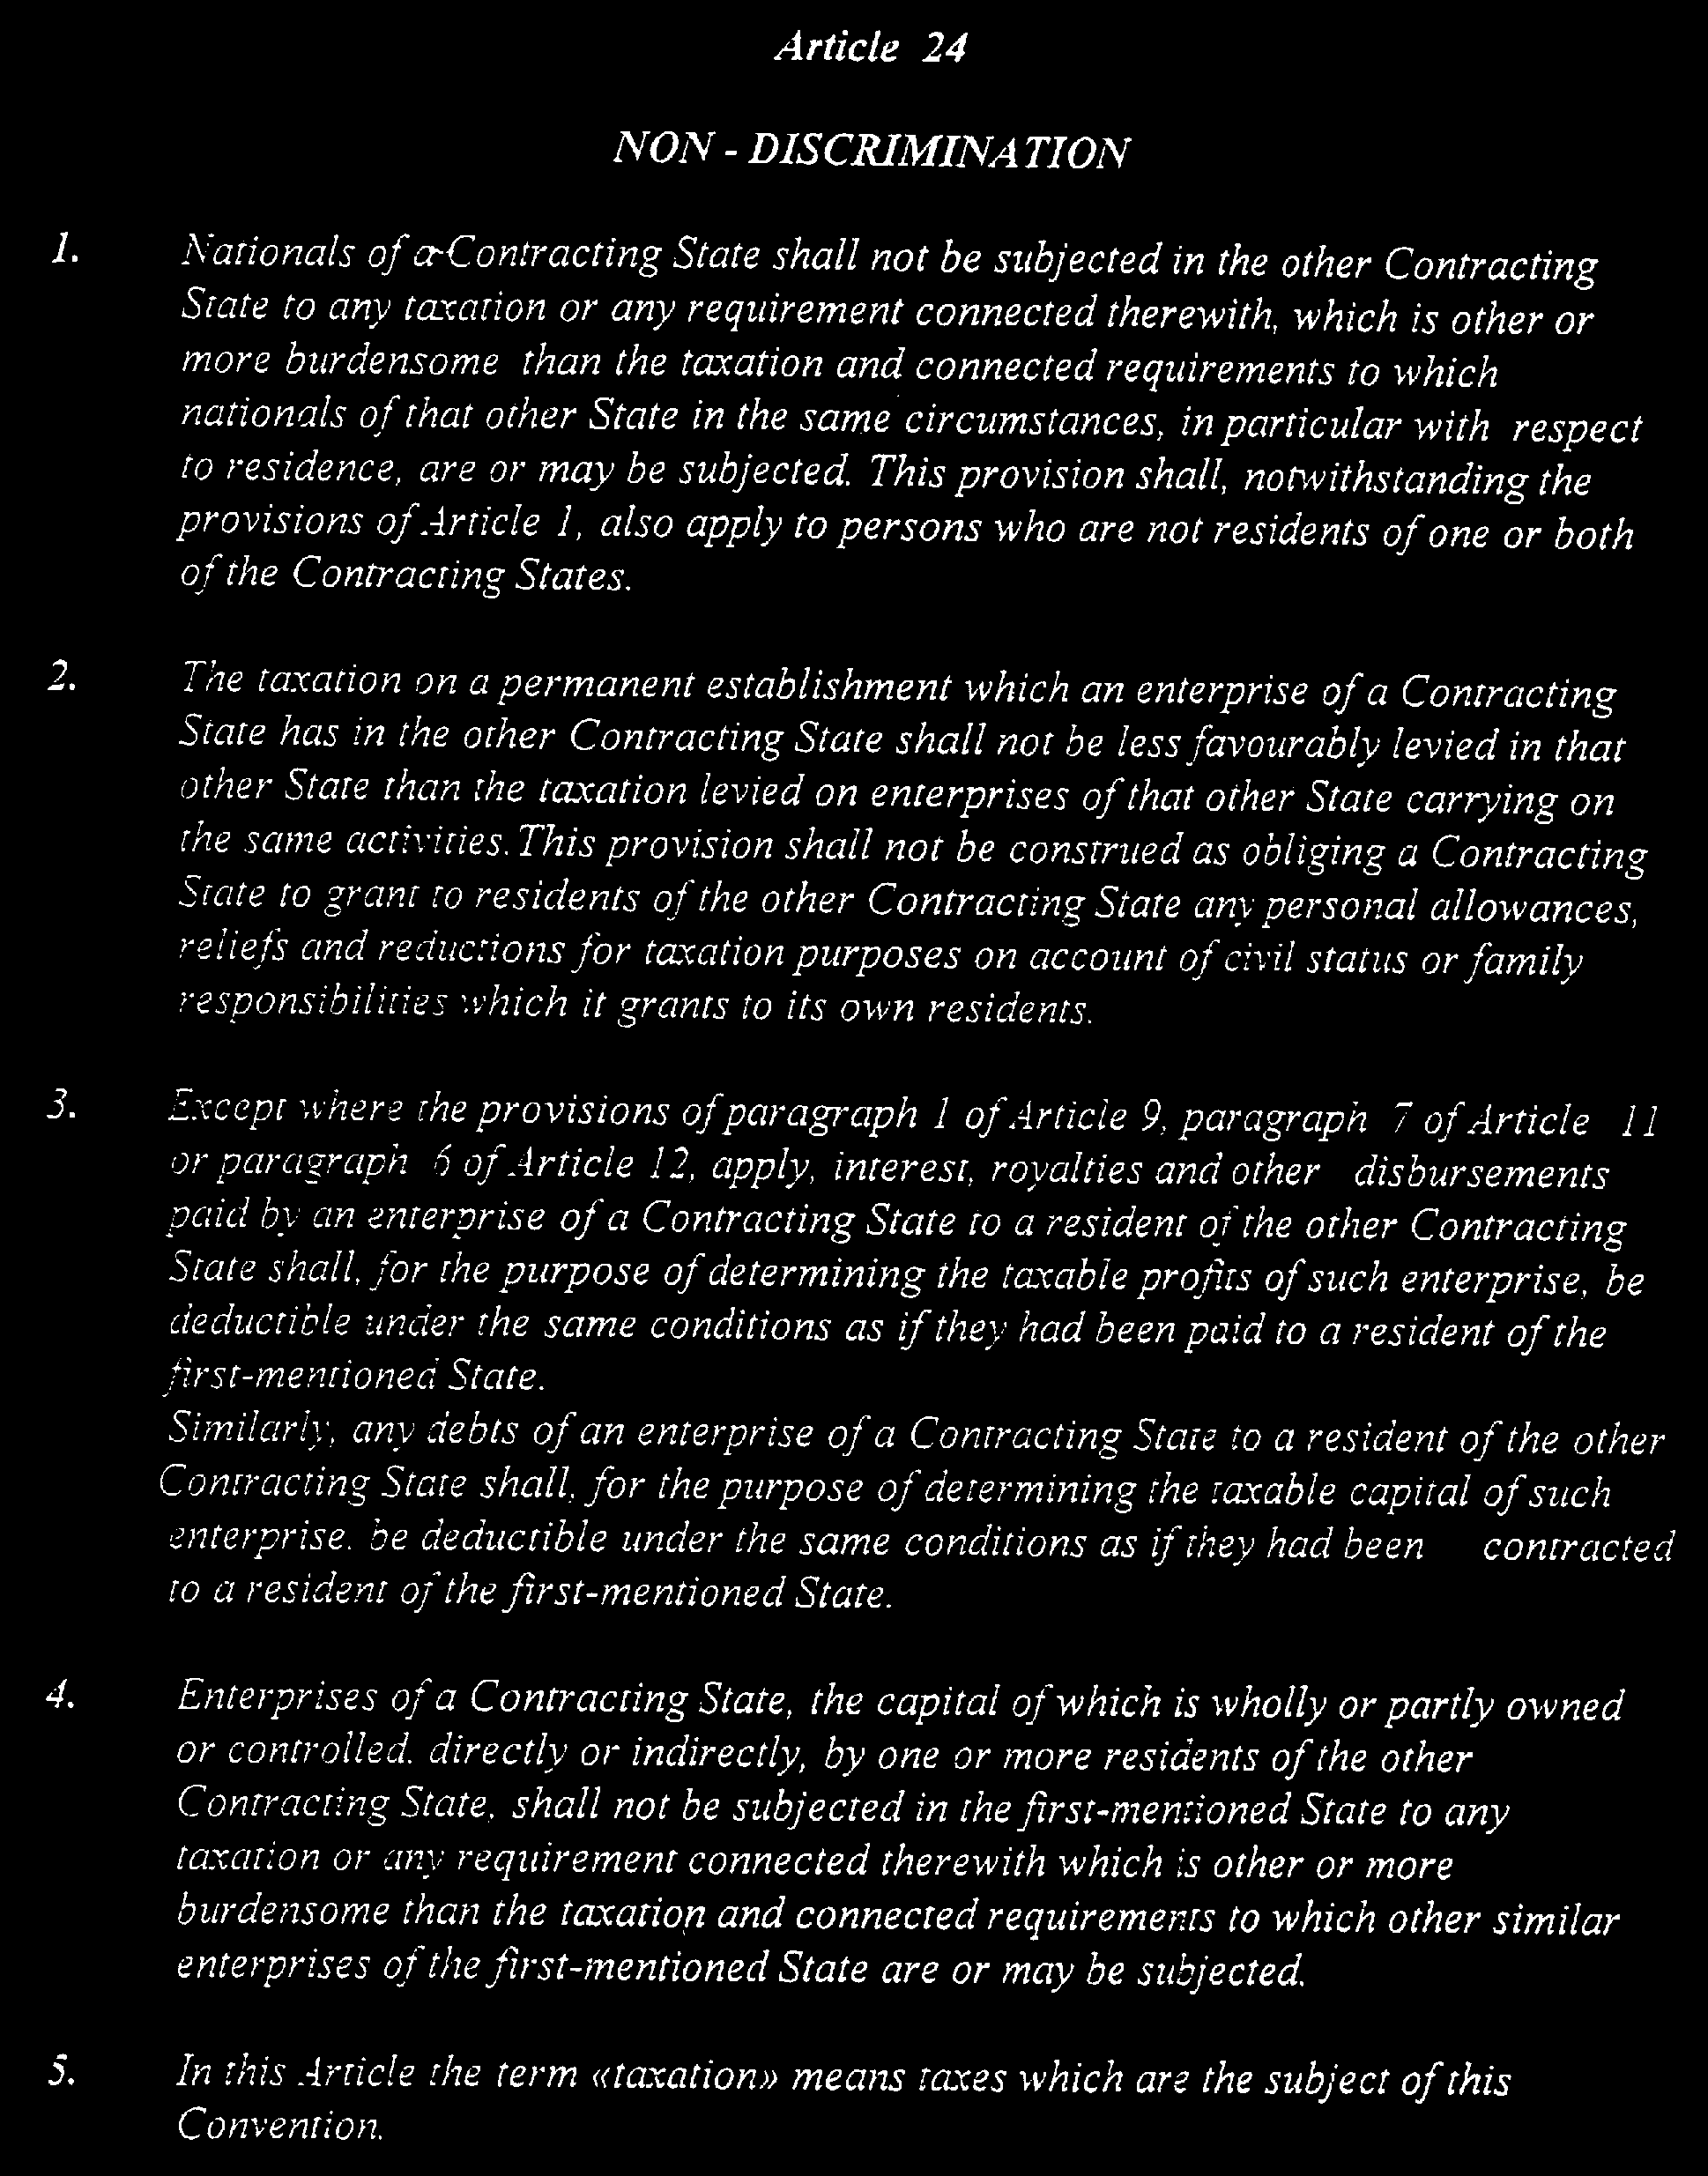 Article 24
NON - DISCRIMINATION
1. Nationals of a Contracting State shall not be subjected in the other Contracting
State to any taxation or any requirement connected therewith, which is other or
more burdensome than the taxation and connected requirements to which
nationals of that other State in the same circumstances, in particular with respect
to residence, are or may be subjected. This provision shall, notwithstanding the
provisions of Article 1, also apply to persons who are not residents of one or both
of the Contracting States.
2. The taxation on a permanent establishment which an enterprise of a Contracting
State has in the other Contracting State shall not be less favourably levied in that
other State than the taxation levied on enterprises of that other State carrying on
the same activities. This provision shall not be construed as obliging a Contracting
State to grant to residents of the other Contracting State any personal allowances,
reliefs and reductions for taxation purposes on account of civil status or family
responsibilities which it grants to its own residents.
3. Except where the provisions of paragraph 1 of Article 9, paragraph 7 of Article 11
or paragraph 6 of Article 12, apply, interest, royalties and other disbursements
paid by an enterprise of a Contracting State to a resident of the other Contracting
State shall, for the purpose of determining the taxable profits of such enterprise, be
deductible under the same conditions as if they had been paid to a resident of the
first-mentioned State.
Similarly, any debts of an enterprise of a Contracting State to a resident of the other
Contracting State shall, for the purpose of determining the taxable capital of such
enterprise. be deductible under the same conditions as if they had been contracted
to a resident of the first-mentioned State.
4. Enterprises of a Contracting State, the capital of which is wholly or partly owned
or controlled. directly or indirectly, by one or more residents of the other
Contracting State, shall not be subjected in the first-mentioned State to any
taxation or any requirement connected therewith which is other or more
burdensome than the taxation and connected requirements to which other similar
enterprises of the first-mentioned State are or may be subjected.
5. In this Article the term «taxation» means taxes which are the subject of this
Convention.